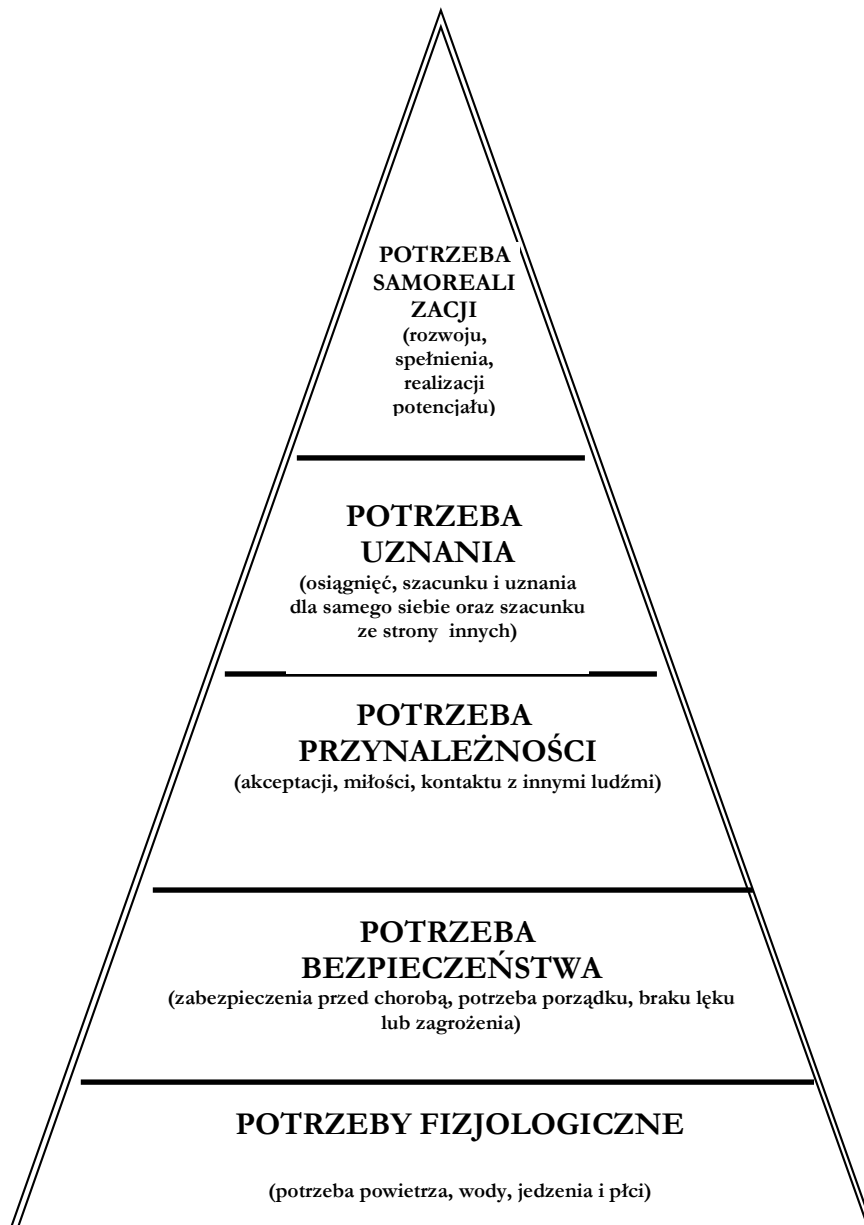 POTRZEBA
SAMOREALI
ZACJI
(rozwoju,
spełnienia,
realizacji
potencjału)
POTRZEBA
UZNANIA
(osiągnięć, szacunku i uznania
dla samego siebie oraz szacunku
ze strony innych)
POTRZEBA
PRZYNALEŻNOŚCI
(akceptacji, miłości, kontaktu z innymi ludźmi)
POTRZEBA
BEZPIECZEŃSTWA
(zabezpieczenia przed chorobą, potrzeba porządku, braku lęku
lub zagrożenia)
POTRZEBY FIZJOLOGICZNE
(potrzeba powietrza, wody, jedzenia i płci)